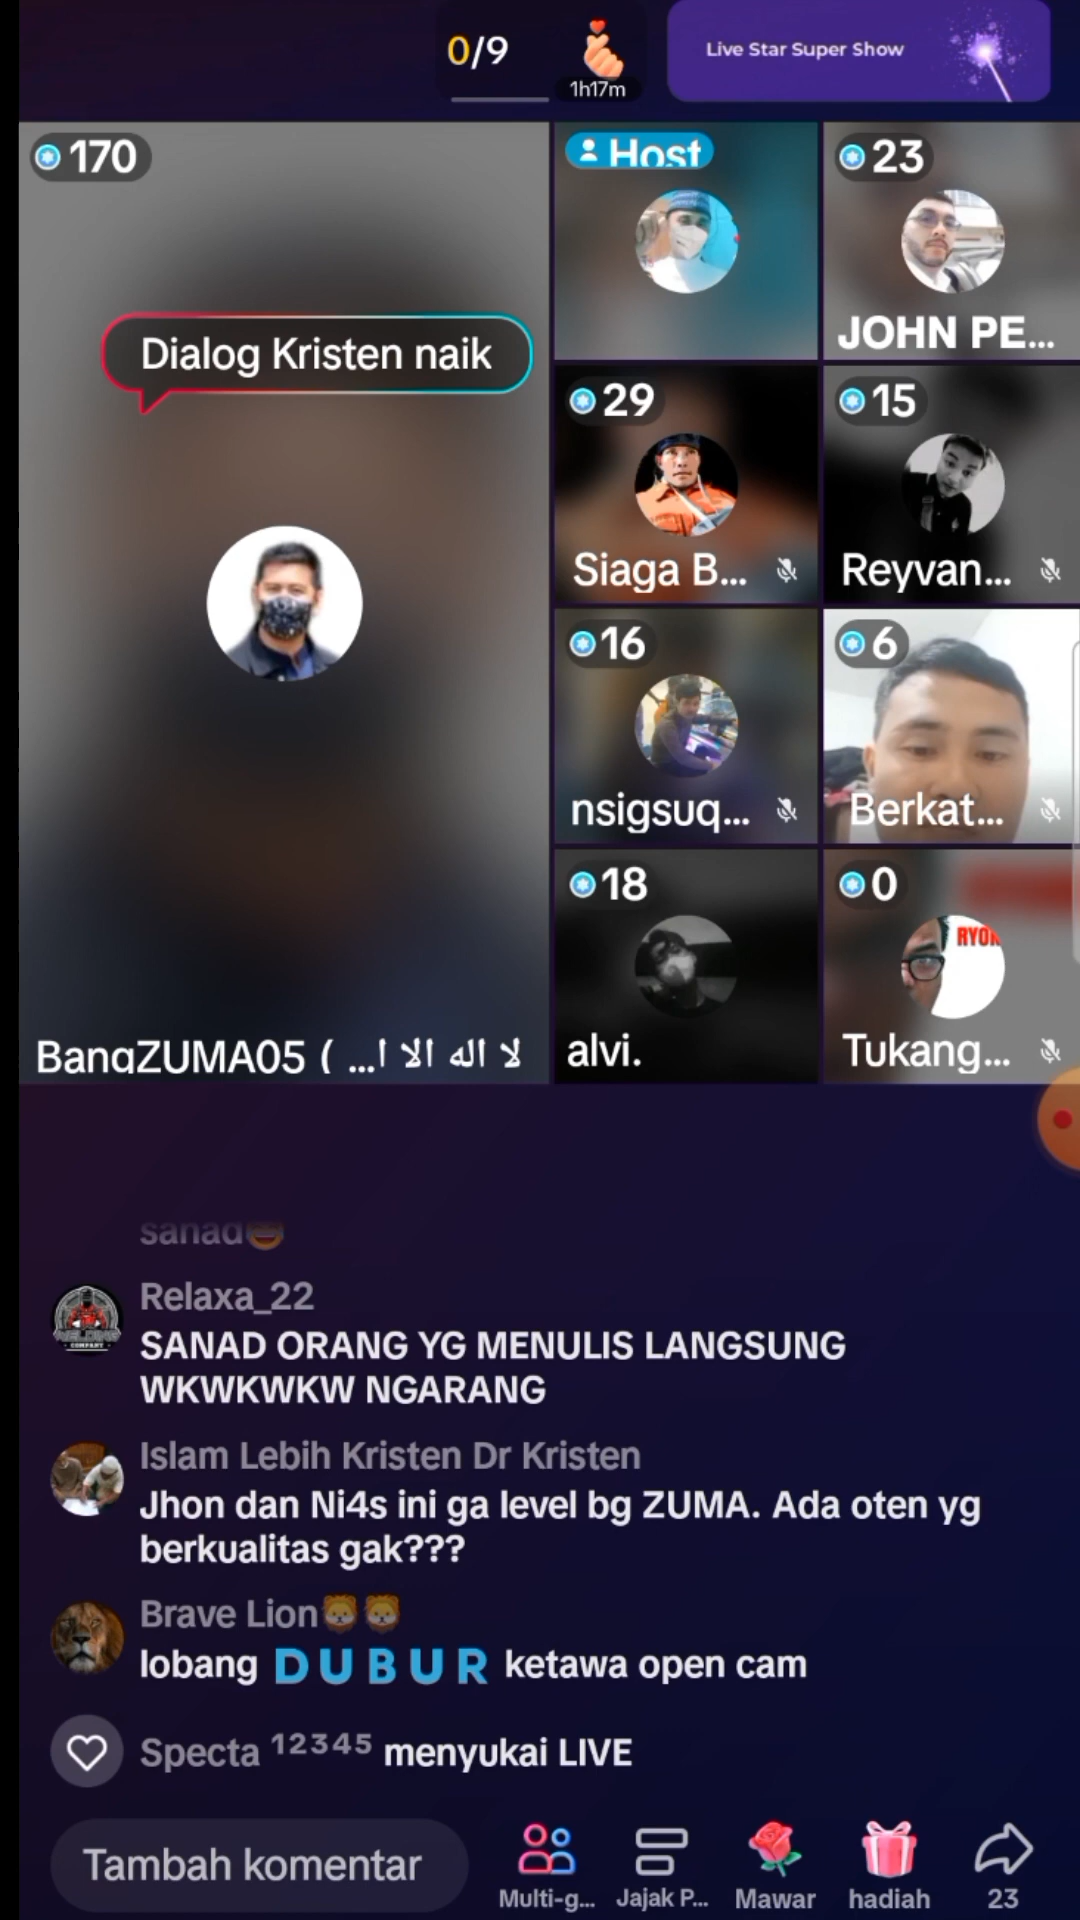 0/9
1h17m
Live Star Super Show
170
Host
23
Dialog Kristen naik
JOHN PE...
29
15
Siaga B...
Reyvan...
16
6
nsigsuq...
Berkat...
18
0
RYO
BangZUMA05 ( ...لا اله الا ا
alvi.
Tukang...
sanad😄
Relaxa_22
SANAD ORANG YG MENULIS LANGSUNG
WKWKWKW NGARANG
Islam Lebih Kristen Dr Kristen
Jhon dan Ni4s ini ga level bg ZUMA. Ada oten yg
berkualitas gak???
Brave Lion🦁🦁
lobang D U B U R ketawa open cam
Specta ¹²³⁴⁵ menyukai LIVE
Tambah komentar
Multi-g...
Jajak P...
Mawar
hadiah
23